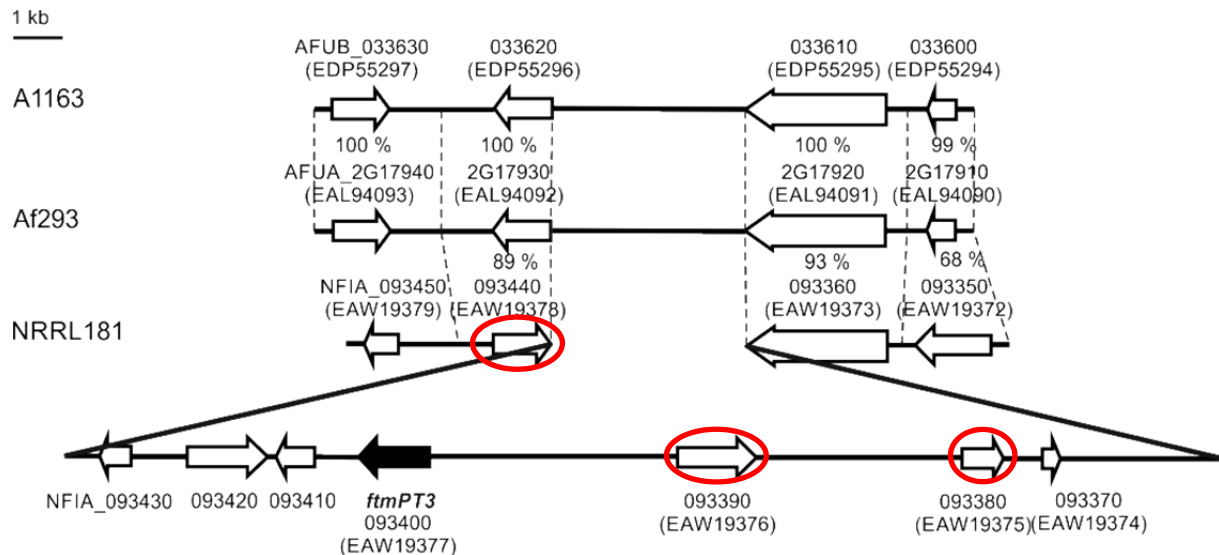 1 kb
AFUB_033630 033620 033610 033600
(EDP55297) (EDP55296) (EDP55295) (EDP55294)
A1163
100 % 100 % 100 % 99 %
AFUA_2G17940 2G17930 2G17920 2G17910
(EAL94093) (EAL94092) (EAL94091) (EAL94090)
Af293
89 % 93 % 68 %
NFIA_093450 093440 093360 093350
(EAW19379) (EAW19378) (EAW19373) (EAW19372)
NRRL181
NFIA_093430 093420 093410 ftmPT3 093390 093380 093370
093400 (EAW19376) (EAW19375) (EAW19374)
(EAW19377)